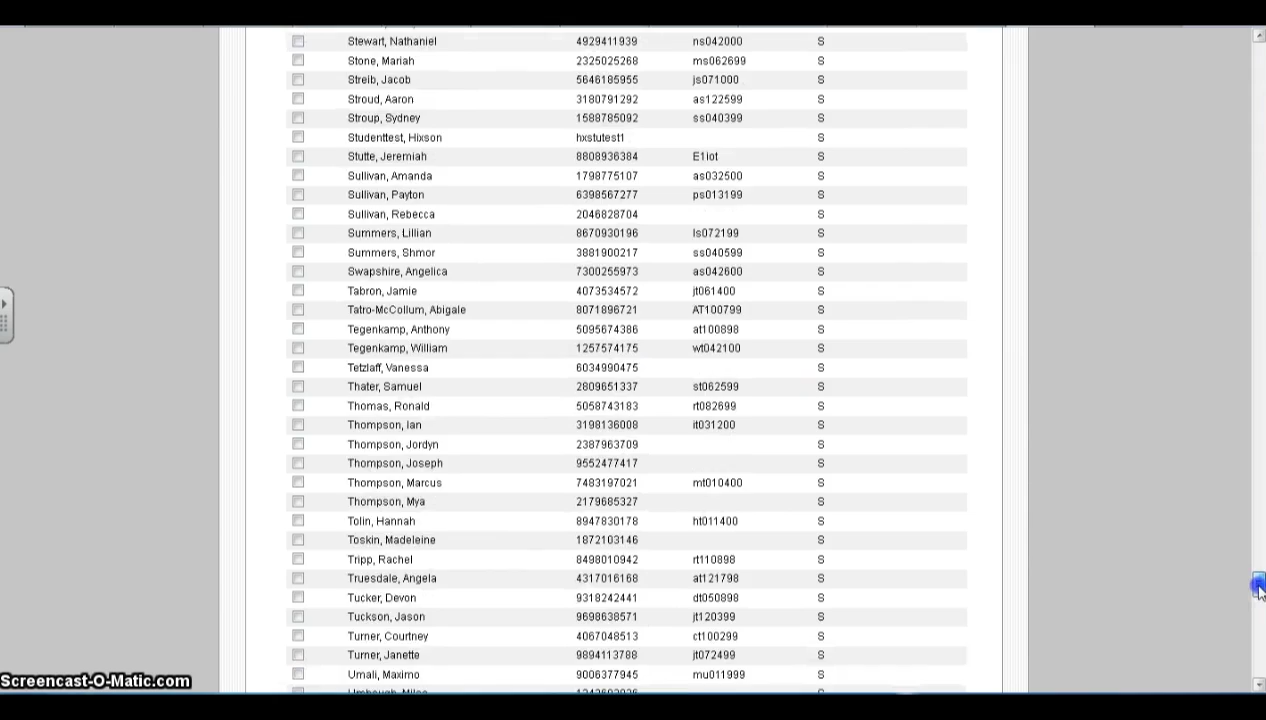 Stewart, Nathaniel 4929411939 ns042000 S
Stone, Mariah 2325025268 ms062699 S
Streib, Jacob 5646185955 js071000 S
Stroud, Aaron 3180791292 as122599 S
Stroup, Sydney 1588785092 ss040399 S
Studenttest, Hixson hxstutest1 S
Stutte, Jeremiah 8808936384 E1iot S
Sullivan, Amanda 1798775107 as032500 S
Sullivan, Payton 6398567277 ps013199 S
Sullivan, Rebecca 2046828704 S
Summers, Lillian 8670930196 ls072199 S
Summers, Shmor 3881900217 ss040599 S
Swapshire, Angelica 7300255973 as042600 S
Tabron, Jamie 4073534572 jt061400 S
Tatro-McCollum, Abigale 8071896721 AT100799 S
Tegenkamp, Anthony 5095674386 at100898 S
Tegenkamp, William 1257574175 wt042100 S
Tetzlaff, Vanessa 6034990475 S
Thater, Samuel 2809651337 st062599 S
Thomas, Ronald 5058743183 rt082699 S
Thompson, Ian 3198136008 it031200 S
Thompson, Jordyn 2387963709 S
Thompson, Joseph 9552477417 S
Thompson, Marcus 7483197021 mt010400 S
Thompson, Mya 2179685327 S
Tolin, Hannah 8947830178 ht011400 S
Toskin, Madeleine 1872103146 S
Tripp, Rachel 8498010942 rt110898 S
Truesdale, Angela 4317016168 at121798 S
Tucker, Devon 9318242441 dt050898 S
Tuckson, Jason 9698638571 jt120399 S
Turner, Courtney 4067048513 ct100299 S
Turner, Janette 9894113788 jt072499 S
Umali, Maximo 9006377945 mu011999 S
Screencast-O-Matic.com